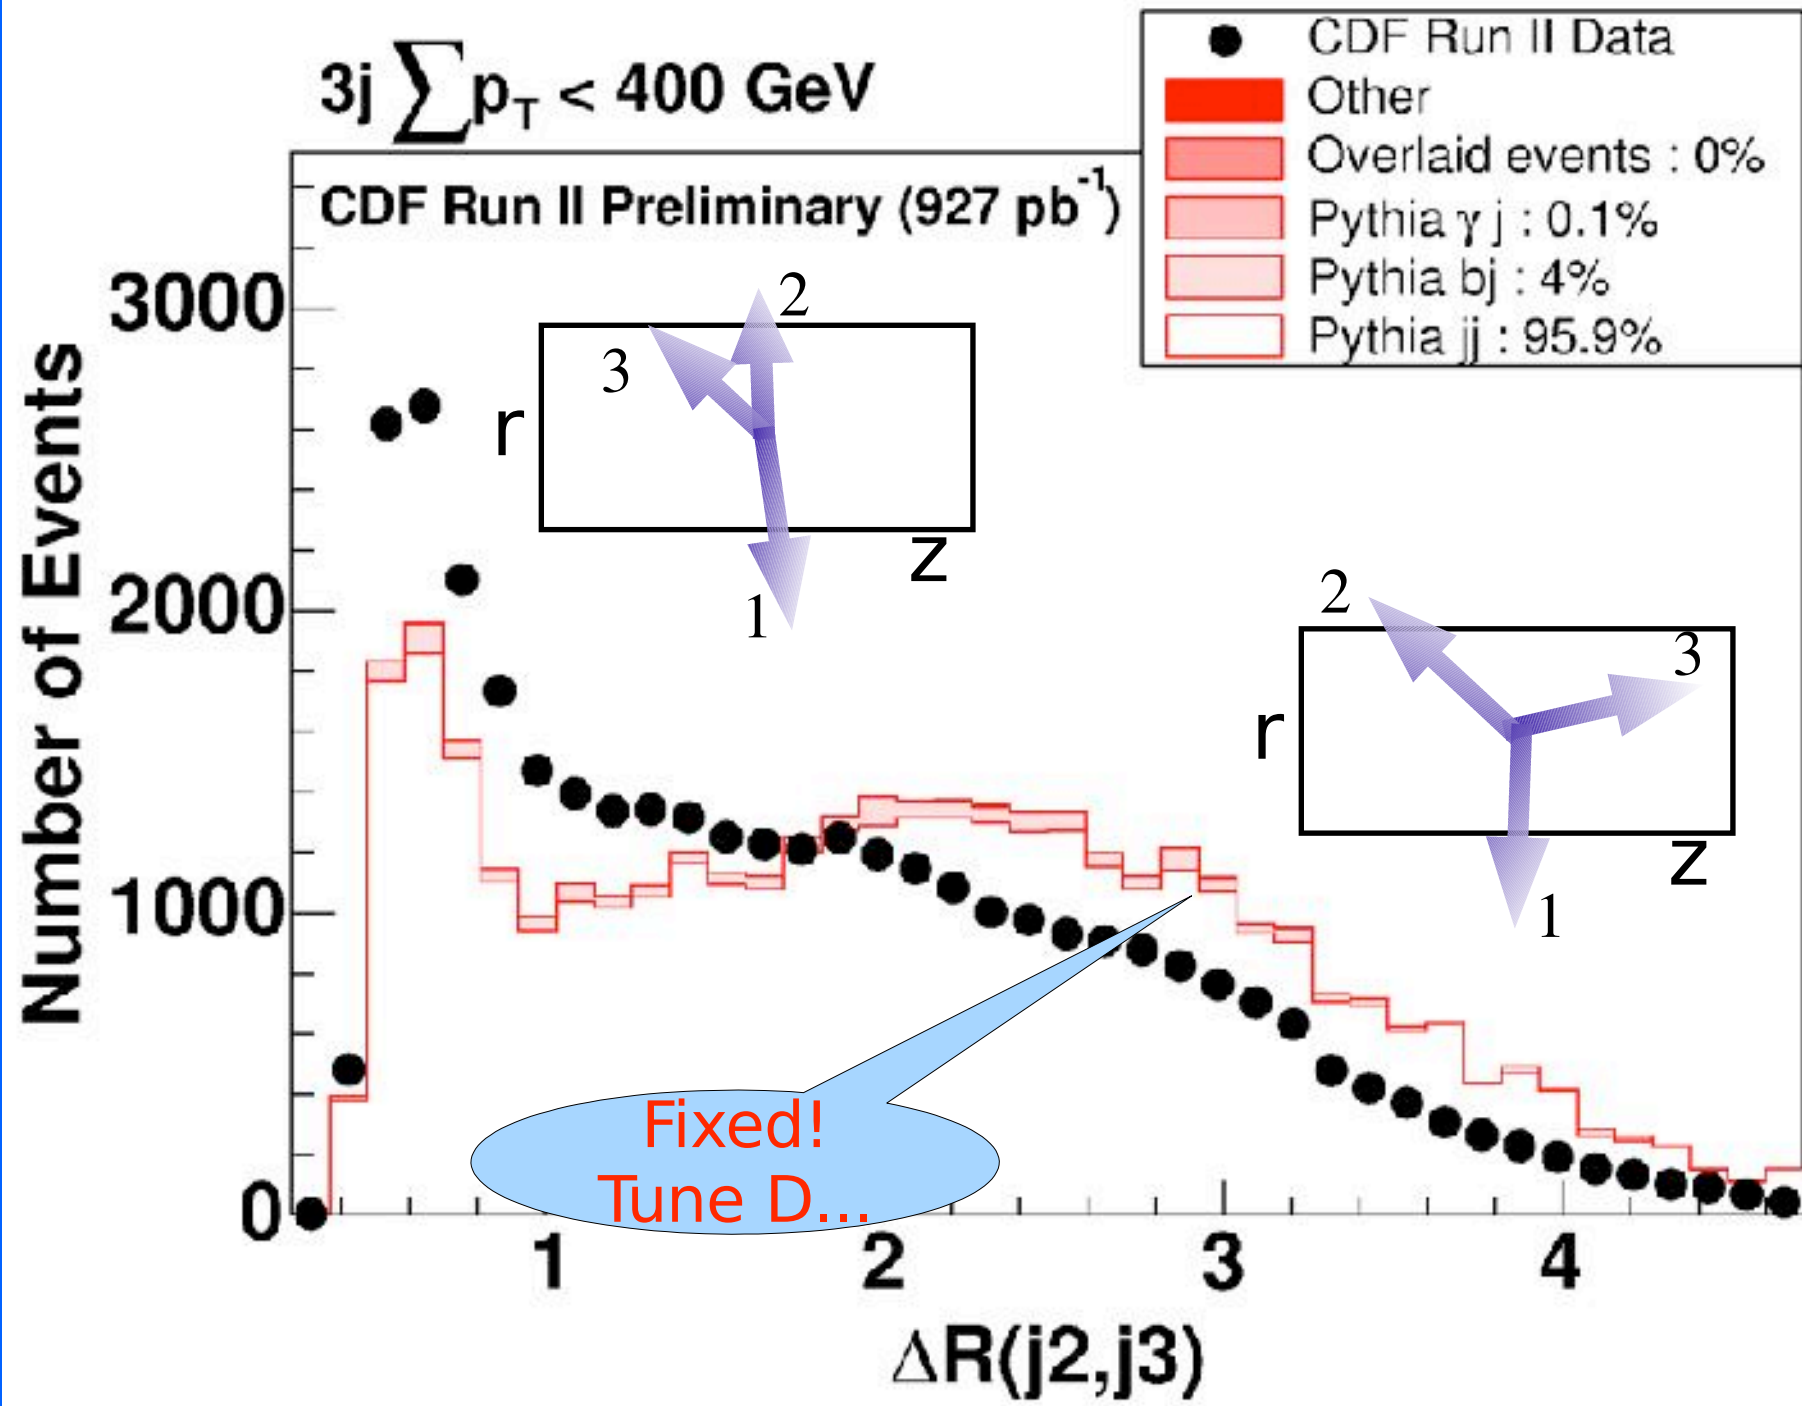 3j ∑p_T < 400 GeV
CDF Run II Preliminary (927 pb⁻¹)
CDF Run II Data
Other
Overlaid events : 0%
Pythia γ j : 0.1%
Pythia bj : 4%
Pythia jj : 95.9%
Number of Events
3000
2000
1000
0
2
3
r
z
1
2
3
r
z
1
Fixed!
Tune D...
1
2
3
4
ΔR(j2,j3)